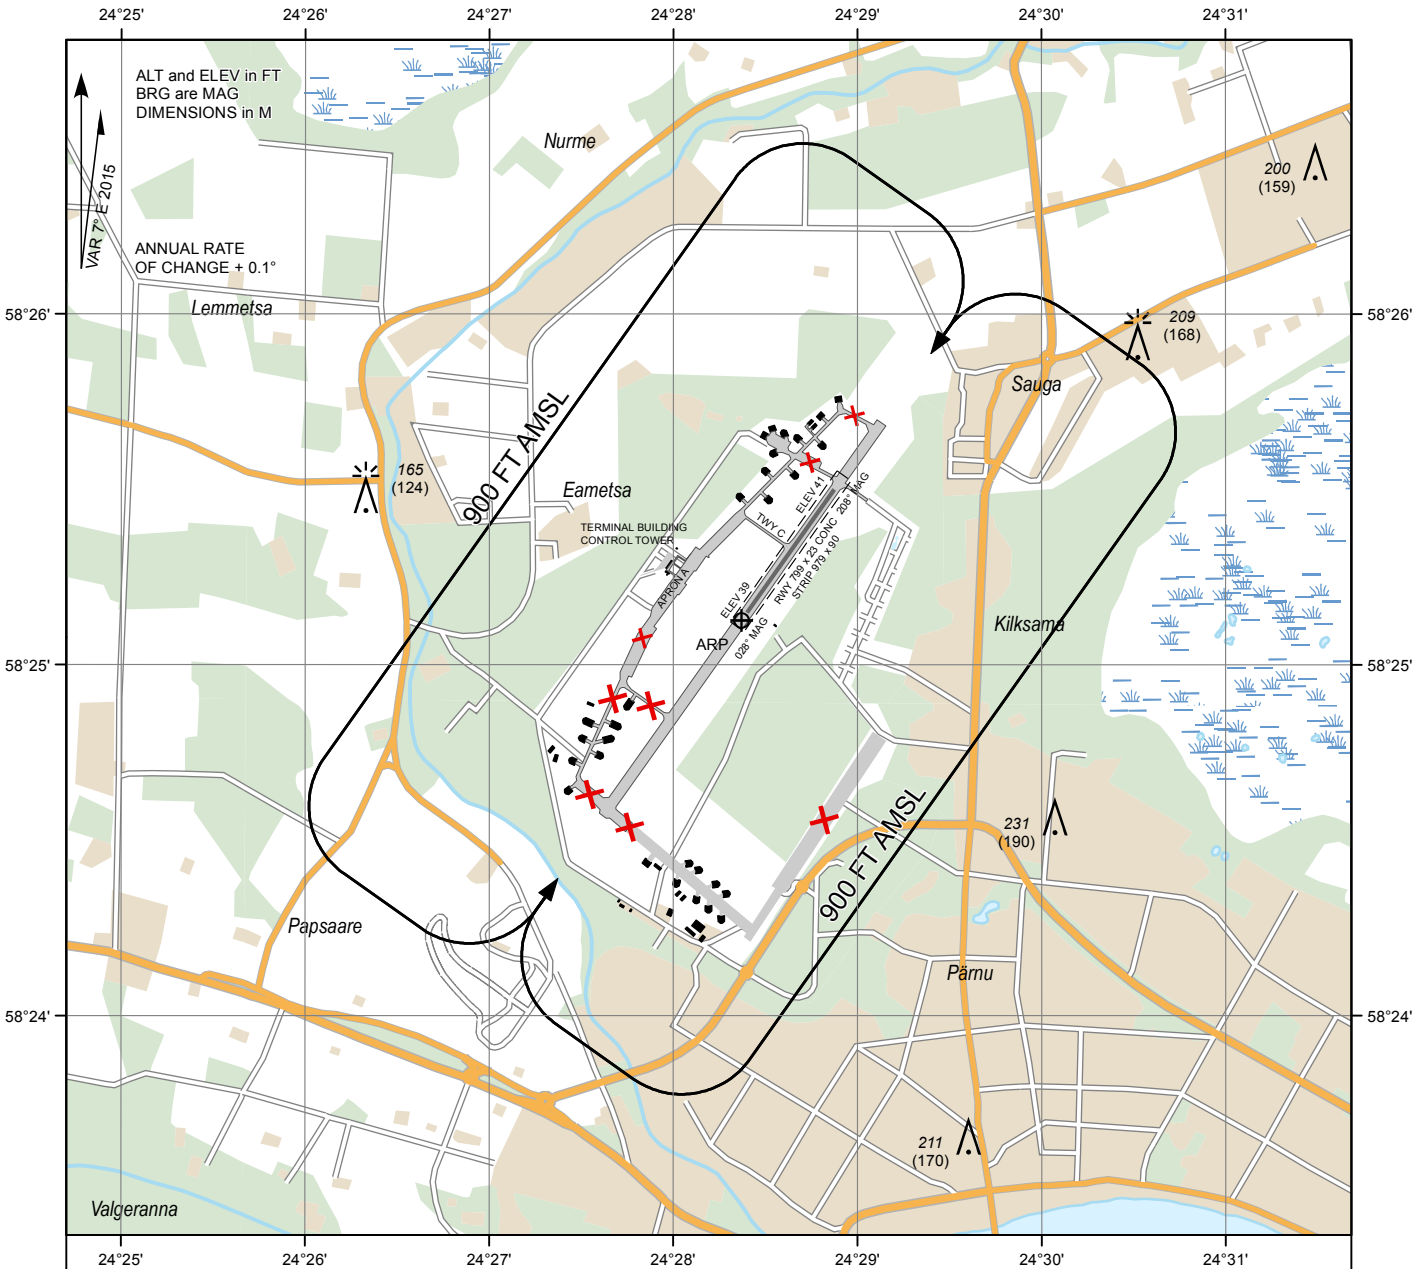 24°25'
24°26'
24°27'
24°28'
24°29'
24°30'
24°31'
ALT and ELEV in FT
BRG are MAG
DIMENSIONS in M
VAR 7° E 2015
ANNUAL RATE
OF CHANGE + 0.1°
Nurme
200
(159)
Lemmetsa
58°26'
58°26'
209
(168)
Sauga
900 FT AMSL
165
(124)
Eametsa
TERMINAL BUILDING
CONTROL TOWER
TWY C
ELEV 41
208° MAG
RWY 799 x 23 CONC
STRIP 979 x 90
APRON A
ELEV 39
028° MAG
ARP
Kilksama
58°25'
58°25'
900 FT AMSL
231
(190)
Papsaare
Pärnu
58°24'
58°24'
211
(170)
Valgeranna
24°25'
24°26'
24°27'
24°28'
24°29'
24°30'
24°31'